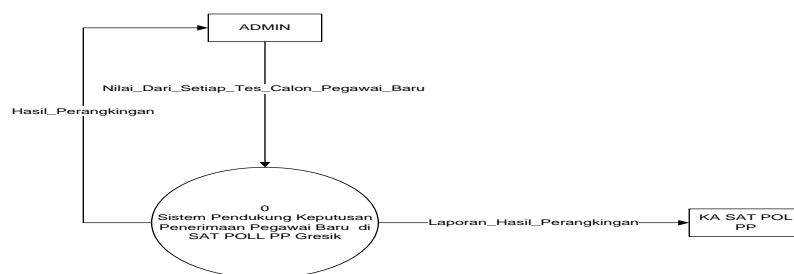 ADMIN
Nilai_Dari_Setiap_Tes_Calon_Pegawai_Baru
Hasil_Perangkingan
0
Sistem Pendukung Keputusan
Penerimaan Pegawai Baru di
SAT POLL PP Gresik
Laporan_Hasil_Perangkingan
KA SAT POL
PP